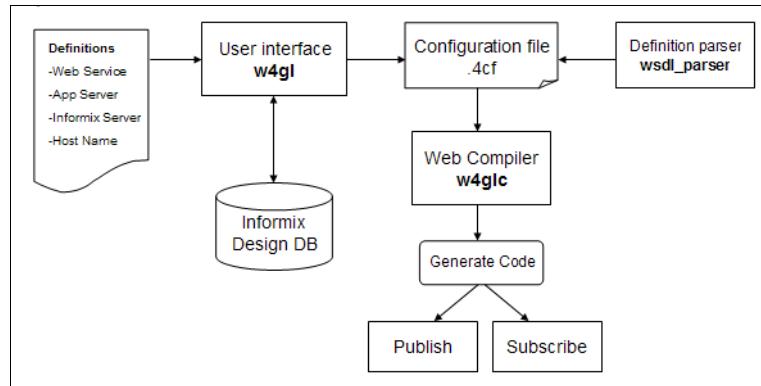 Definitions
-Web Service
-App Server
-Informix Server
-Host Name
User interface
w4gl
Configuration file
.4cf
Definition parser
wsdl_parser
Web Compiler
w4glc
Informix
Design DB
Generate Code
Publish
Subscribe